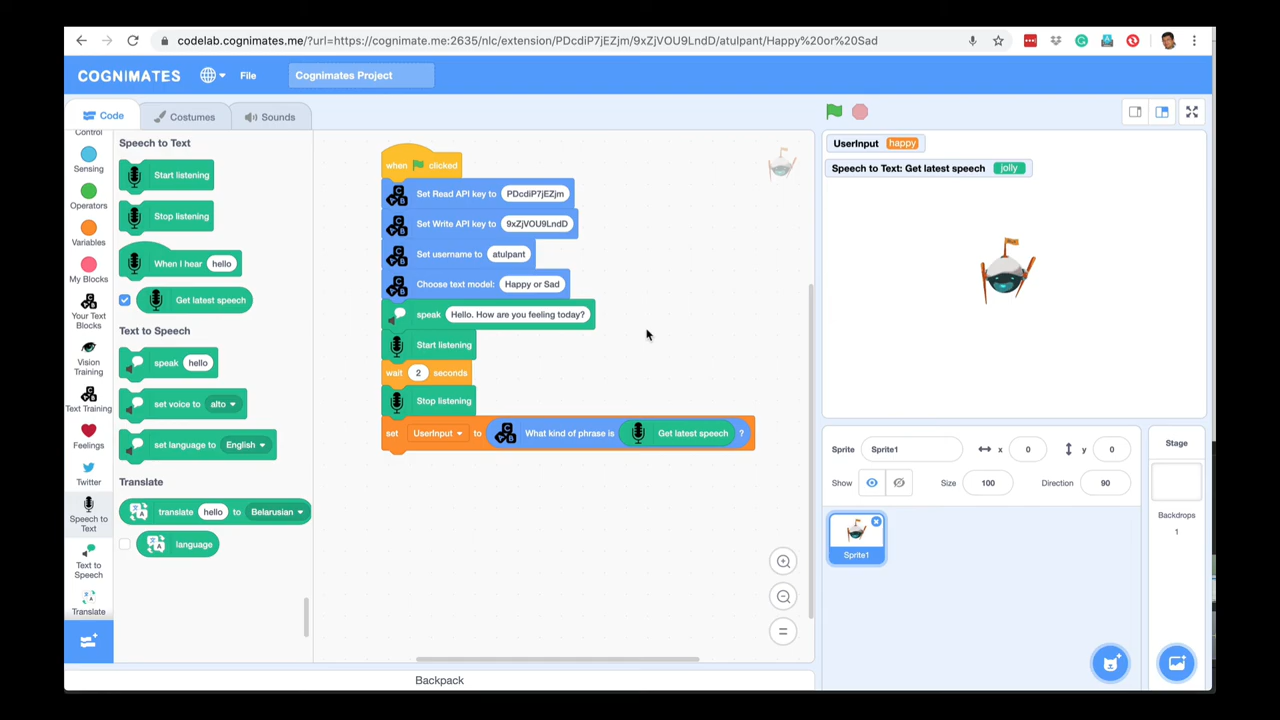 codelab.cognimates.me/?url=https://cognimate.me:2635/nlc/extension/PDcdiP7jEZjm/9xZjVOU9LndD/atulpant/Happy%20or%20Sad
COGNIMATES
File
Cognimates Project
Code
Costumes
Sounds
Control
Sensing
Operators
Variables
My Blocks
Your Text Blocks
Vision Training
Text Training
Feelings
Twitter
Speech to Text
Text to Speech
Translate
Speech to Text
Start listening
Stop listening
When I hear hello
Get latest speech
Text to Speech
speak hello
set voice to alto
set language to English
Translate
translate hello to Belarusian
language
when clicked
Set Read API key to PDcdiP7jEZjm
Set Write API key to 9xZjVOU9LndD
Set username to atulpant
Choose text model: Happy or Sad
speak Hello. How are you feeling today?
Start listening
wait 2 seconds
Stop listening
set UserInput to What kind of phrase is Get latest speech ?
UserInput happy
Speech to Text: Get latest speech jolly
Sprite Sprite1 x 0 y 0
Show Size 100 Direction 90
Sprite1
Stage
Backdrops
1
Backpack